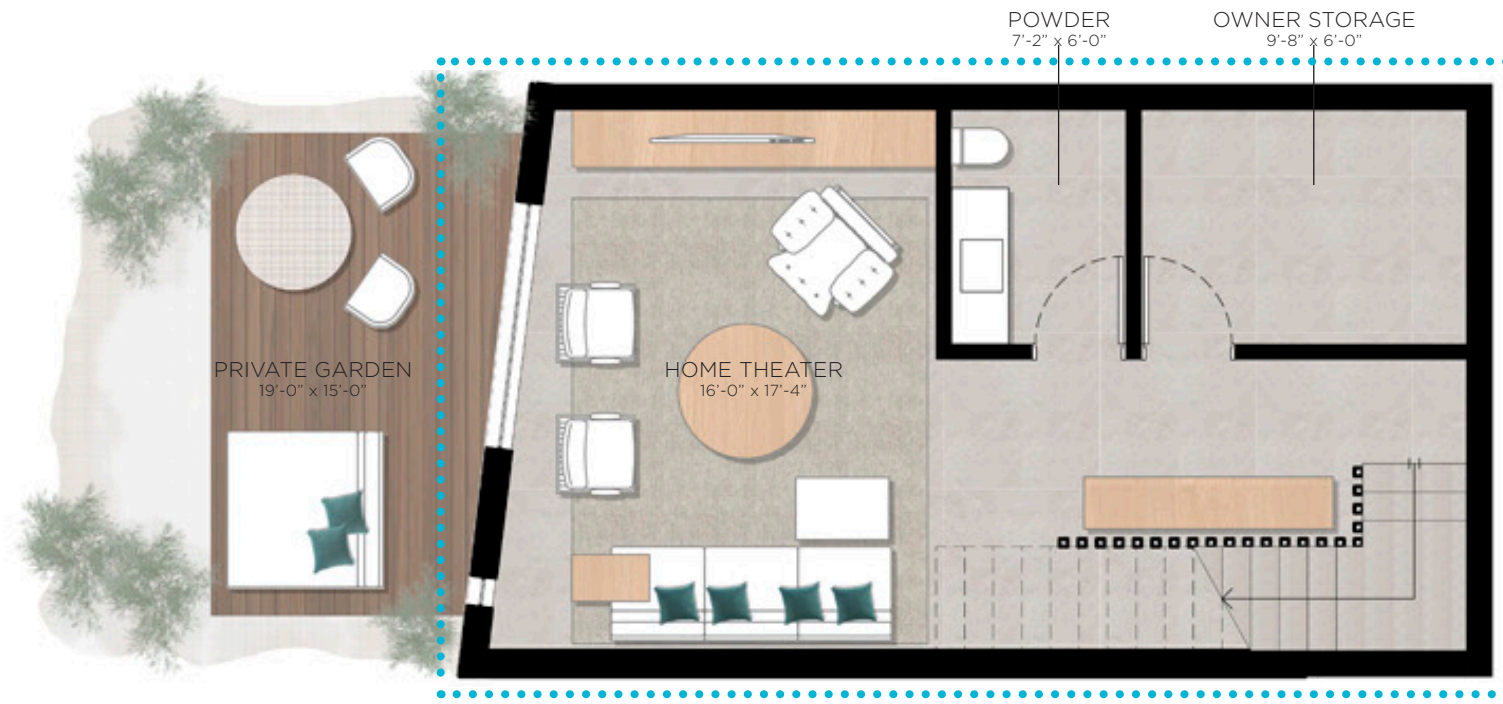 POWDER
7’-2” x 6’-0”
OWNER STORAGE
9’-8” x 6’-0”
PRIVATE GARDEN
19’-0” x 15’-0”
HOME THEATER
16’-0” x 17’-4”